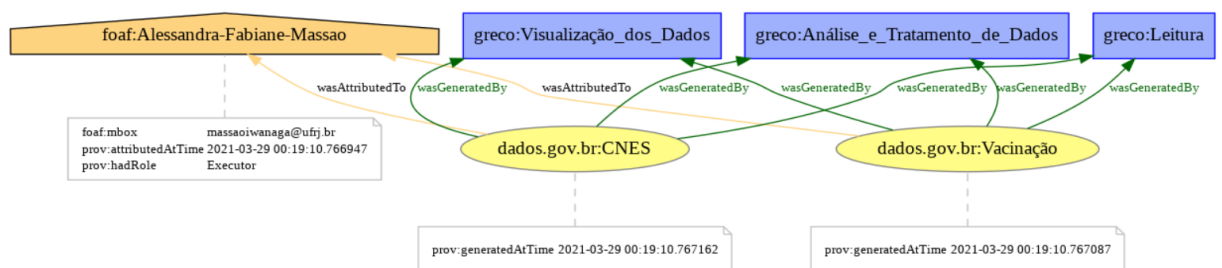 foaf:Alessandra-Fabiane-Massao
greco:Visualização_dos_Dados
greco:Análise_e_Tratamento_de_Dados
greco:Leitura
wasAttributedTo
wasGeneratedBy
wasAttributedTo
wasGeneratedBy
wasGeneratedBy
wasGeneratedBy
wasGeneratedBy
wasGeneratedBy
foaf:mbox massaoiwanaga@ufrj.br
prov:attributedAtTime 2021-03-29 00:19:10.766947
prov:hadRole Executor
dados.gov.br:CNES
dados.gov.br:Vacinação
prov:generatedAtTime 2021-03-29 00:19:10.767162
prov:generatedAtTime 2021-03-29 00:19:10.767087